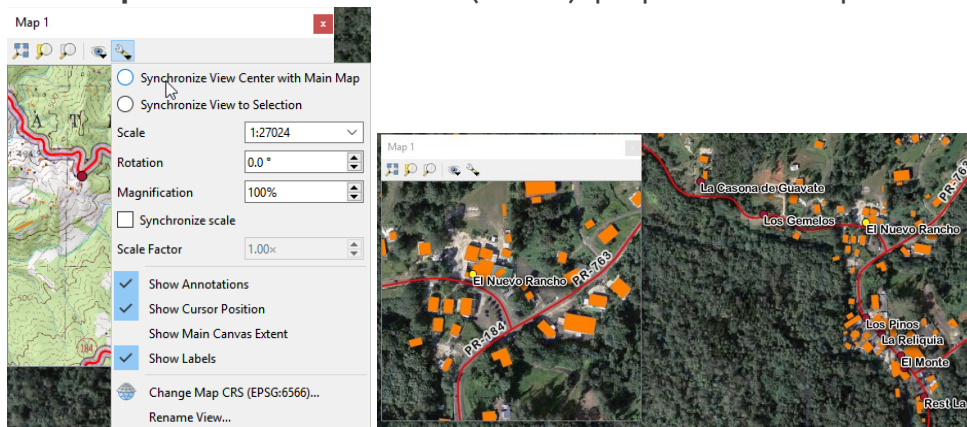 Map 1
Synchronize View Center with Main Map
Synchronize View to Selection
Scale 1:27024
Rotation 0.0 °
Magnification 100%
Synchronize scale
Scale Factor 1.00×
Show Annotations
Show Cursor Position
Show Main Canvas Extent
Show Labels
Change Map CRS (EPSG:6566)...
Rename View...
A T
184
Map 1
El Nuevo Rancho
PR-763
PR-184
La Casona de Guavate
Los Gemelos
El Nuevo Rancho
PR-763
Los Pinos
La Reliquia
El Monte
Rest La